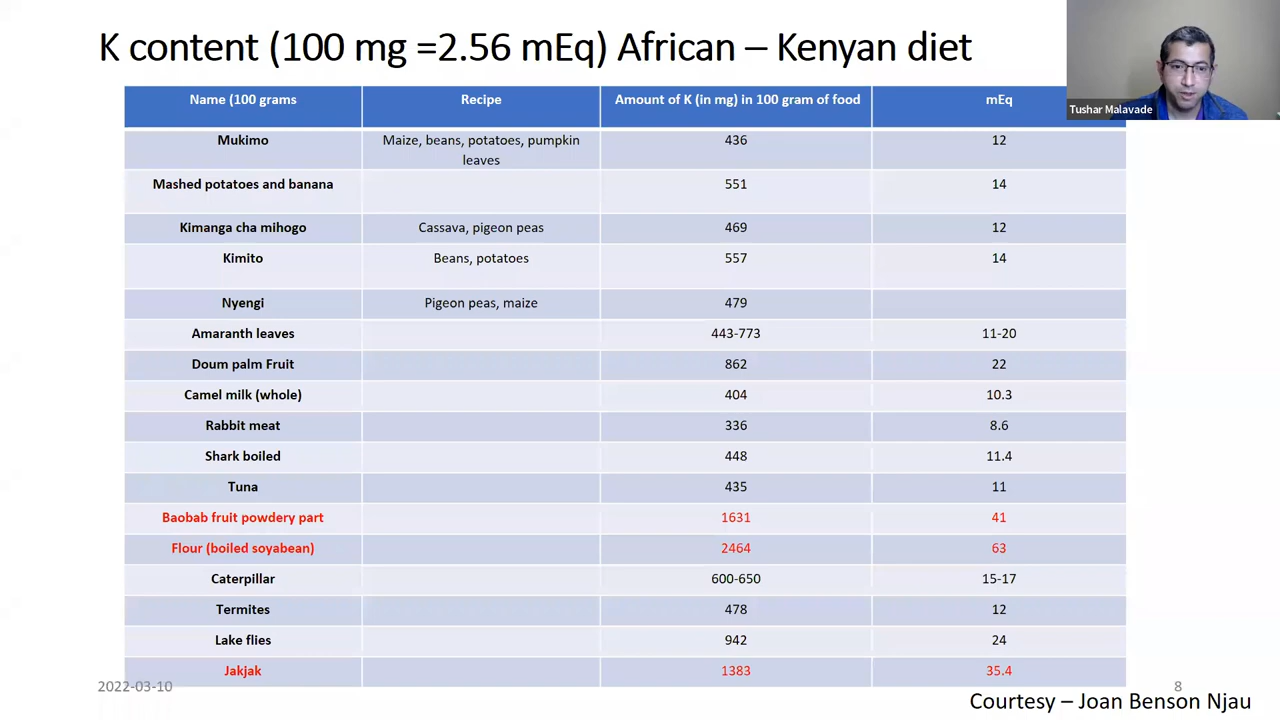 K content (100 mg =2.56 mEq) African – Kenyan diet
Tushar Malavade
Name (100 grams Recipe Amount of K (in mg) in 100 gram of food mEq
Mukimo Maize, beans, potatoes, pumpkin leaves 436 12
Mashed potatoes and banana 551 14
Kimanga cha mihogo Cassava, pigeon peas 469 12
Kimito Beans, potatoes 557 14
Nyengi Pigeon peas, maize 479
Amaranth leaves 443-773 11-20
Doum palm Fruit 862 22
Camel milk (whole) 404 10.3
Rabbit meat 336 8.6
Shark boiled 448 11.4
Tuna 435 11
Baobab fruit powdery part 1631 41
Flour (boiled soyabean) 2464 63
Caterpillar 600-650 15-17
Termites 478 12
Lake flies 942 24
Jakjak 1383 35.4
2022-03-10 8
Courtesy – Joan Benson Njau